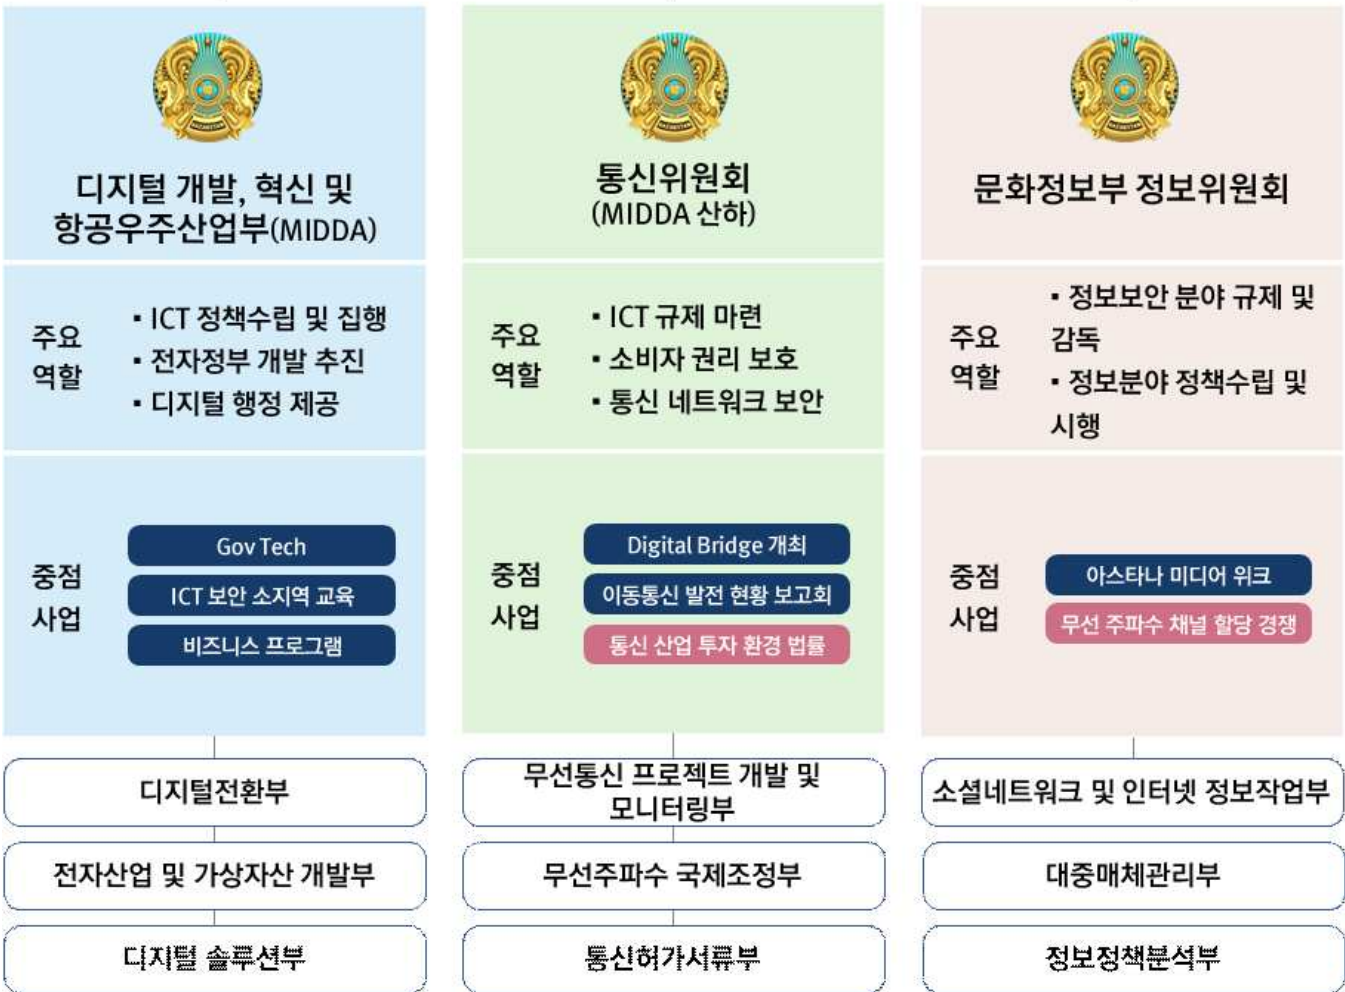 디지털 개발, 혁신 및
항공우주산업부(MIDDA)
주요
역할
▪ ICT 정책수립 및 집행
▪ 전자정부 개발 추진
▪ 디지털 행정 제공
중점
사업
Gov Tech
ICT 보안 소지역 교육
비즈니스 프로그램
디지털전환부
전자산업 및 가상자산 개발부
디지털 솔루션부
통신위원회
(MIDDA 산하)
주요
역할
▪ ICT 규제 마련
▪ 소비자 권리 보호
▪ 통신 네트워크 보안
중점
사업
Digital Bridge 개최
이동통신 발전 현황 보고회
통신 산업 투자 환경 법률
무선통신 프로젝트 개발 및
모니터링부
무선주파수 국제조정부
통신허가서류부
문화정보부 정보위원회
주요
역할
▪ 정보보안 분야 규제 및
감독
▪ 정보분야 정책수립 및
시행
중점
사업
아스타나 미디어 위크
무선 주파수 채널 할당 경쟁
소셜네트워크 및 인터넷 정보작업부
대중매체관리부
정보정책분석부